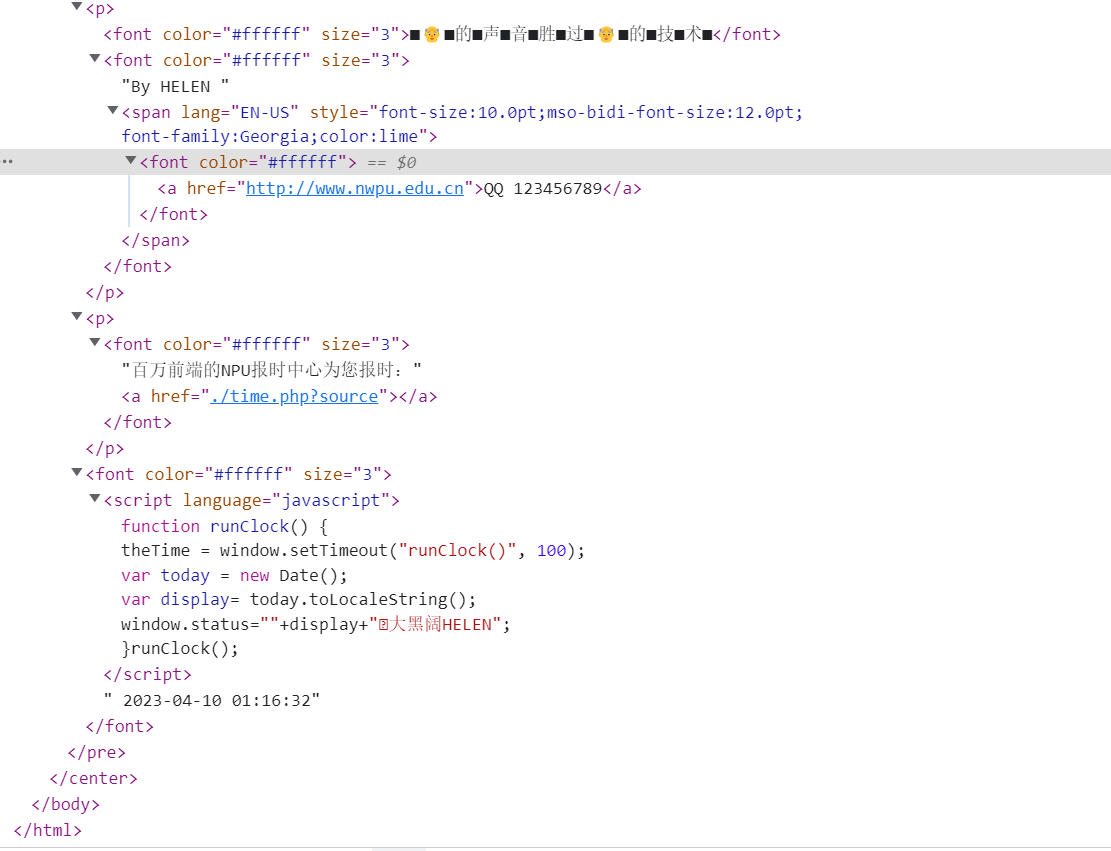 <p>
<font color="#ffffff" size="3">■👴■的■声■音■胜■过■👴■的■技■术■</font>
<font color="#ffffff" size="3">
"By HELEN "
<span lang="EN-US" style="font-size:10.0pt;mso-bidi-font-size:12.0pt;
font-family:Georgia;color:lime">
<font color="#ffffff"> == $0
<a href="http://www.nwpu.edu.cn">QQ 123456789</a>
</font>
</span>
</font>
</p>
<p>
<font color="#ffffff" size="3">
"百万前端的NPU报时中心为您报时："
<a href="./time.php?source"></a>
</font>
</p>
<font color="#ffffff" size="3">
<script language="javascript">
function runClock() {
theTime = window.setTimeout("runClock()", 100);
var today = new Date();
var display= today.toLocaleString();
window.status=""+display+"大黑阔HELEN";
}runClock();
</script>
" 2023-04-10 01:16:32"
</font>
</pre>
</center>
</body>
</html>